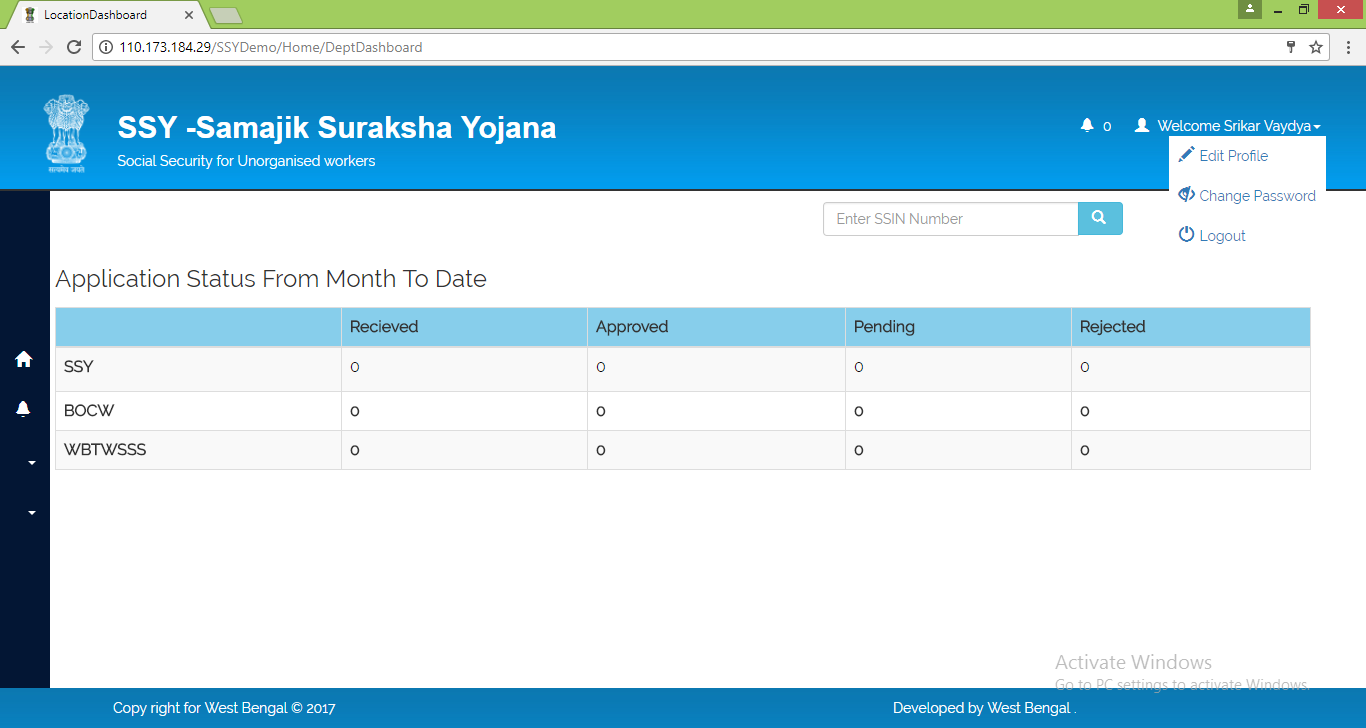 LocationDashboard
110.173.184.29/SSYDemo/Home/DeptDashboard
SSY -Samajik Suraksha Yojana
Social Security for Unorganised workers
सत्यमेव जयते
0 Welcome Srikar Vaydya
Edit Profile
Change Password
Logout
Enter SSIN Number
Application Status From Month To Date
Recieved Approved Pending Rejected
SSY 0 0 0 0
BOCW 0 0 0 0
WBTWSSS 0 0 0 0
Activate Windows
Go to PC settings to activate Windows.
Copy right for West Bengal © 2017 Developed by West Bengal .